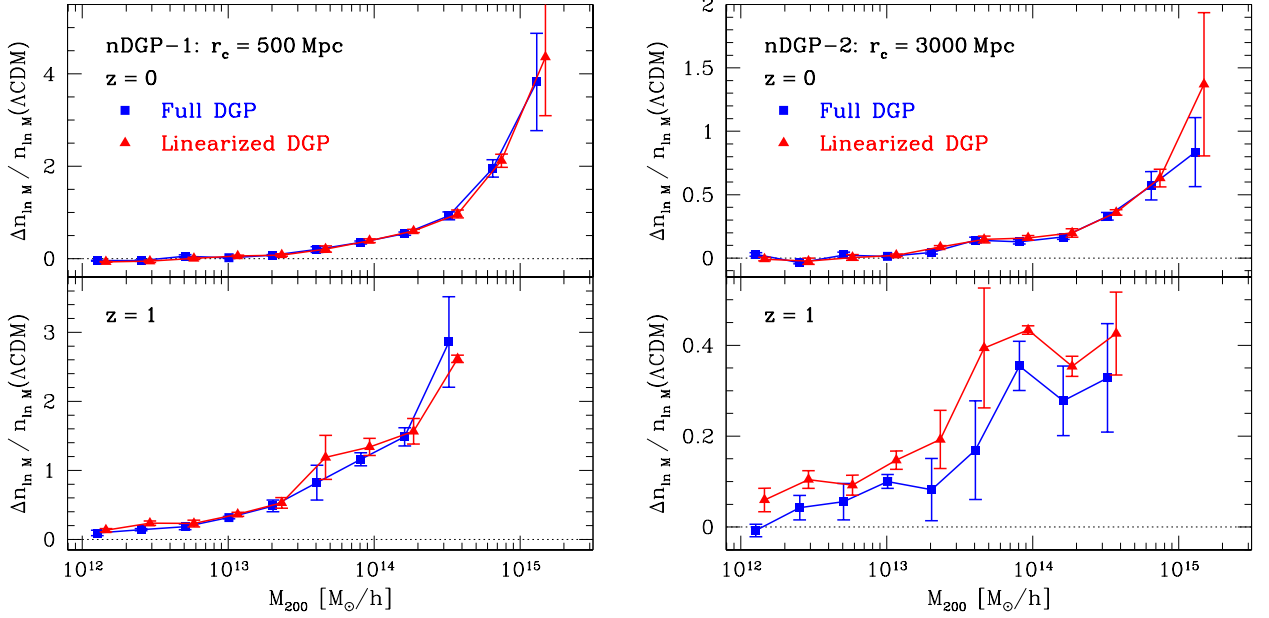 Δn_ln M / n_ln M(ΛCDM)
4
2
0
nDGP−1: r_c = 500 Mpc
z = 0
Full DGP
Linearized DGP
Δn_ln M / n_ln M(ΛCDM)
3
2
1
0
z = 1
10^12
10^13
10^14
10^15
M_200 [M_⊙/h]
Δn_ln M / n_ln M(ΛCDM)
2
1.5
1
0.5
0
nDGP−2: r_c = 3000 Mpc
z = 0
Full DGP
Linearized DGP
Δn_ln M / n_ln M(ΛCDM)
0.4
0.2
0
z = 1
10^12
10^13
10^14
10^15
M_200 [M_⊙/h]